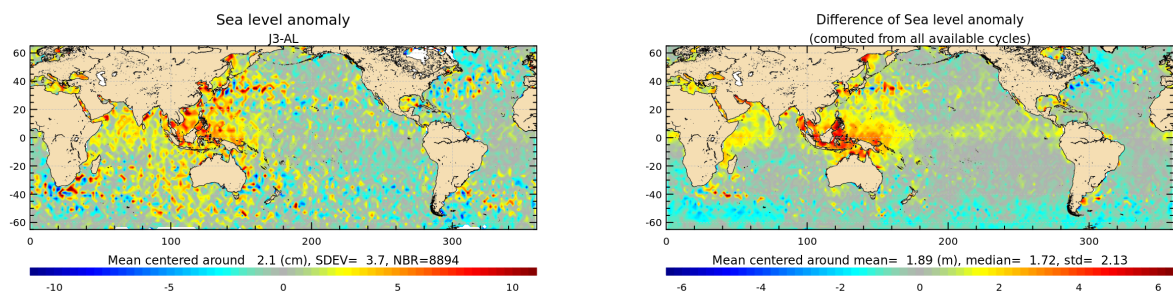 Sea level anomaly
J3-AL
60
40
20
0
-20
-40
-60
0 100 200 300
Mean centered around 2.1 (cm), SDEV= 3.7, NBR=8894
-10 -5 0 5 10
Difference of Sea level anomaly
(computed from all available cycles)
60
40
20
0
-20
-40
-60
0 100 200 300
Mean centered around mean= 1.89 (m), median= 1.72, std= 2.13
-6 -4 -2 0 2 4 6